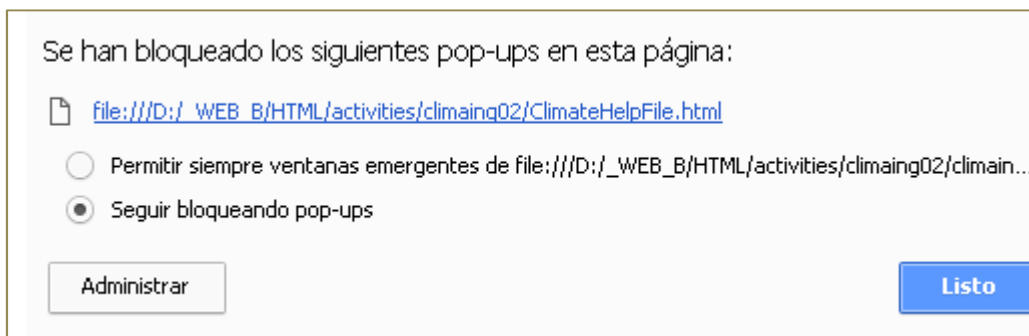 Se han bloqueado los siguientes pop-ups en esta página:
file:///D:/_WEB_B/HTML/activities/climaing02/ClimateHelpFile.html
Permitir siempre ventanas emergentes de file:///D:/_WEB_B/HTML/activities/climaing02/climain...
Seguir bloqueando pop-ups
Administrar
Listo